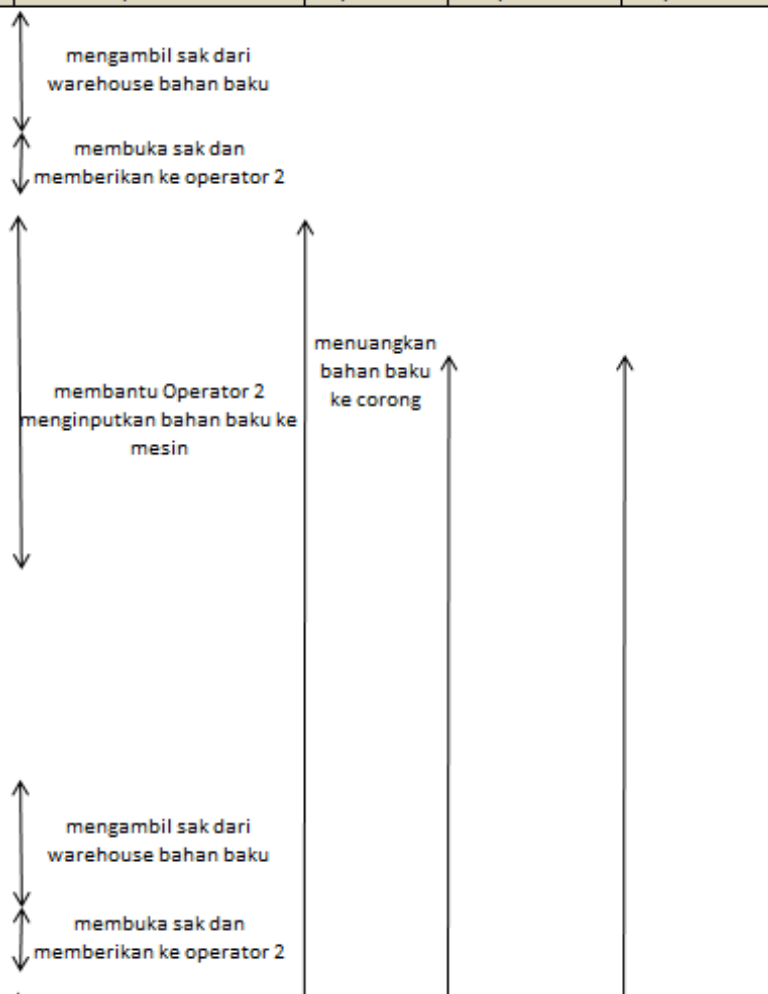 mengambil sak dari
warehouse bahan baku
membuka sak dan
memberikan ke operator 2
membantu Operator 2
menginputkan bahan baku ke
mesin
menuangkan
bahan baku
ke corong
mengambil sak dari
warehouse bahan baku
membuka sak dan
memberikan ke operator 2